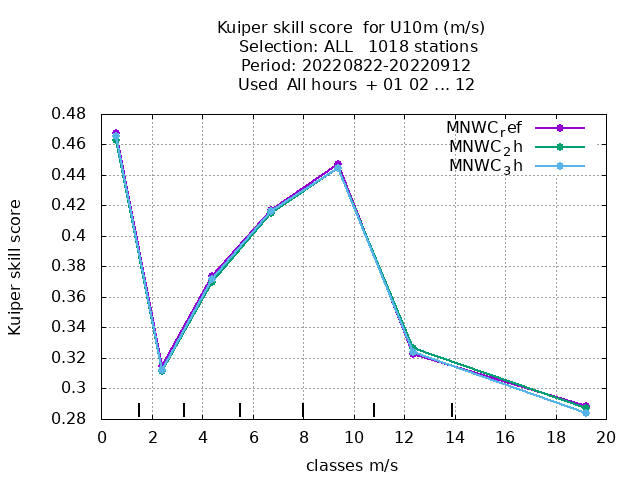 Kuiper skill score  for U10m (m/s)
Selection: ALL   1018 stations
Period: 20220822-20220912
Used  All hours  + 01 02 ... 12
MNWC_ref
MNWC_2h
MNWC_3h
Kuiper skill score
0.48
0.46
0.44
0.42
0.4
0.38
0.36
0.34
0.32
0.3
0.28
0 2 4 6 8 10 12 14 16 18 20
classes m/s